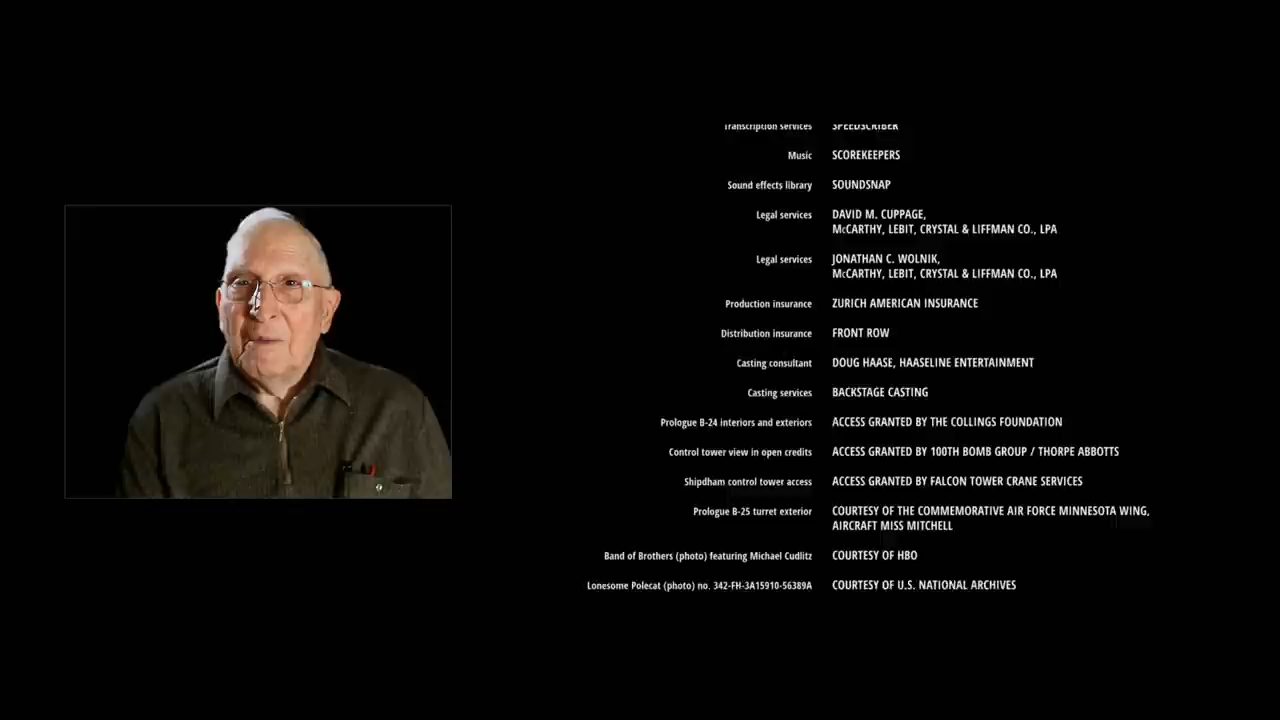 Transcription services SPEEDSCRIBER
Music SCOREKEEPERS
Sound effects library SOUNDSNAP
Legal services DAVID M. CUPPAGE,
McCARTHY, LEBIT, CRYSTAL & LIFFMAN CO., LPA
Legal services JONATHAN C. WOLNIK,
McCARTHY, LEBIT, CRYSTAL & LIFFMAN CO., LPA
Production insurance ZURICH AMERICAN INSURANCE
Distribution insurance FRONT ROW
Casting consultant DOUG HAASE, HAASELINE ENTERTAINMENT
Casting services BACKSTAGE CASTING
Prologue B-24 interiors and exteriors ACCESS GRANTED BY THE COLLINGS FOUNDATION
Control tower view in open credits ACCESS GRANTED BY 100TH BOMB GROUP / THORPE ABBOTTS
Shipdham control tower access ACCESS GRANTED BY FALCON TOWER CRANE SERVICES
Prologue B-25 turret exterior COURTESY OF THE COMMEMORATIVE AIR FORCE MINNESOTA WING,
AIRCRAFT MISS MITCHELL
Band of Brothers (photo) featuring Michael Cudlitz COURTESY OF HBO
Lonesome Polecat (photo) no. 342-FH-3A15910-56389A COURTESY OF U.S. NATIONAL ARCHIVES